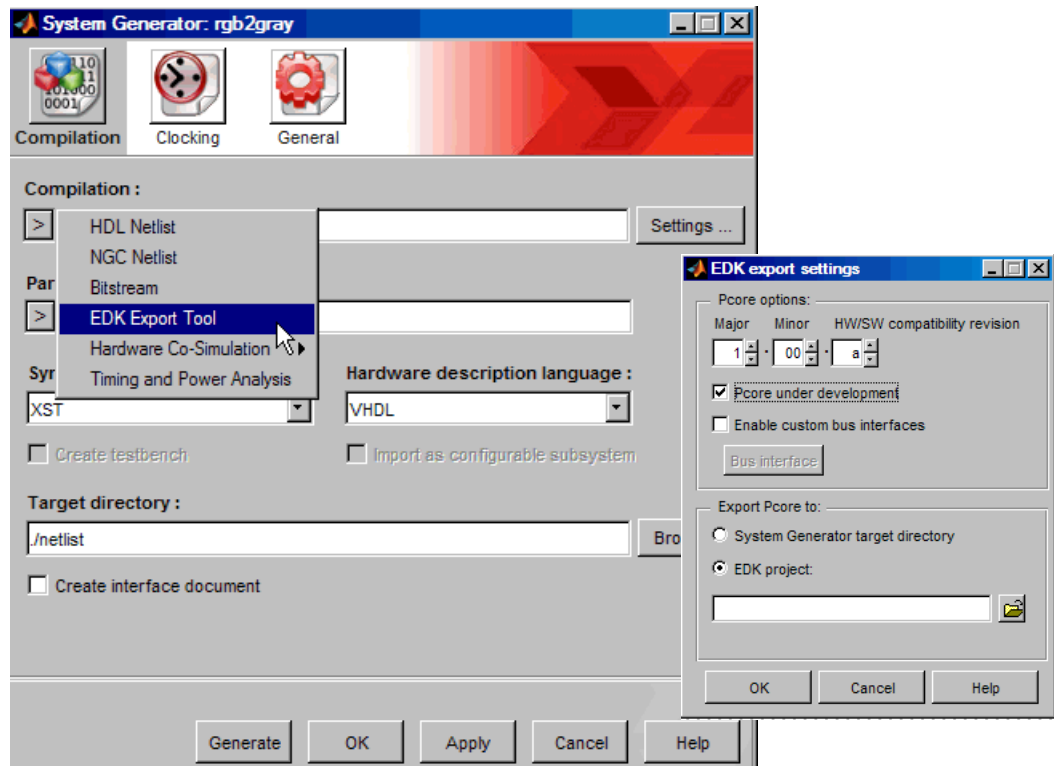 System Generator: rgb2gray
Compilation
Clocking
General
Compilation :
>
Settings ...
HDL Netlist
NGC Netlist
Bitstream
EDK Export Tool
Hardware Co-Simulation
Timing and Power Analysis
Par
>
Syn
Hardware description language :
XST
VHDL
Create testbench
Import as configurable subsystem
Target directory :
./netlist
Bro
Create interface document
Generate
OK
Apply
Cancel
Help
EDK export settings
Pcore options:
Major Minor HW/SW compatibility revision
1 . 00 . a
Pcore under development
Enable custom bus interfaces
Bus interface
Export Pcore to:
System Generator target directory
EDK project:
OK
Cancel
Help